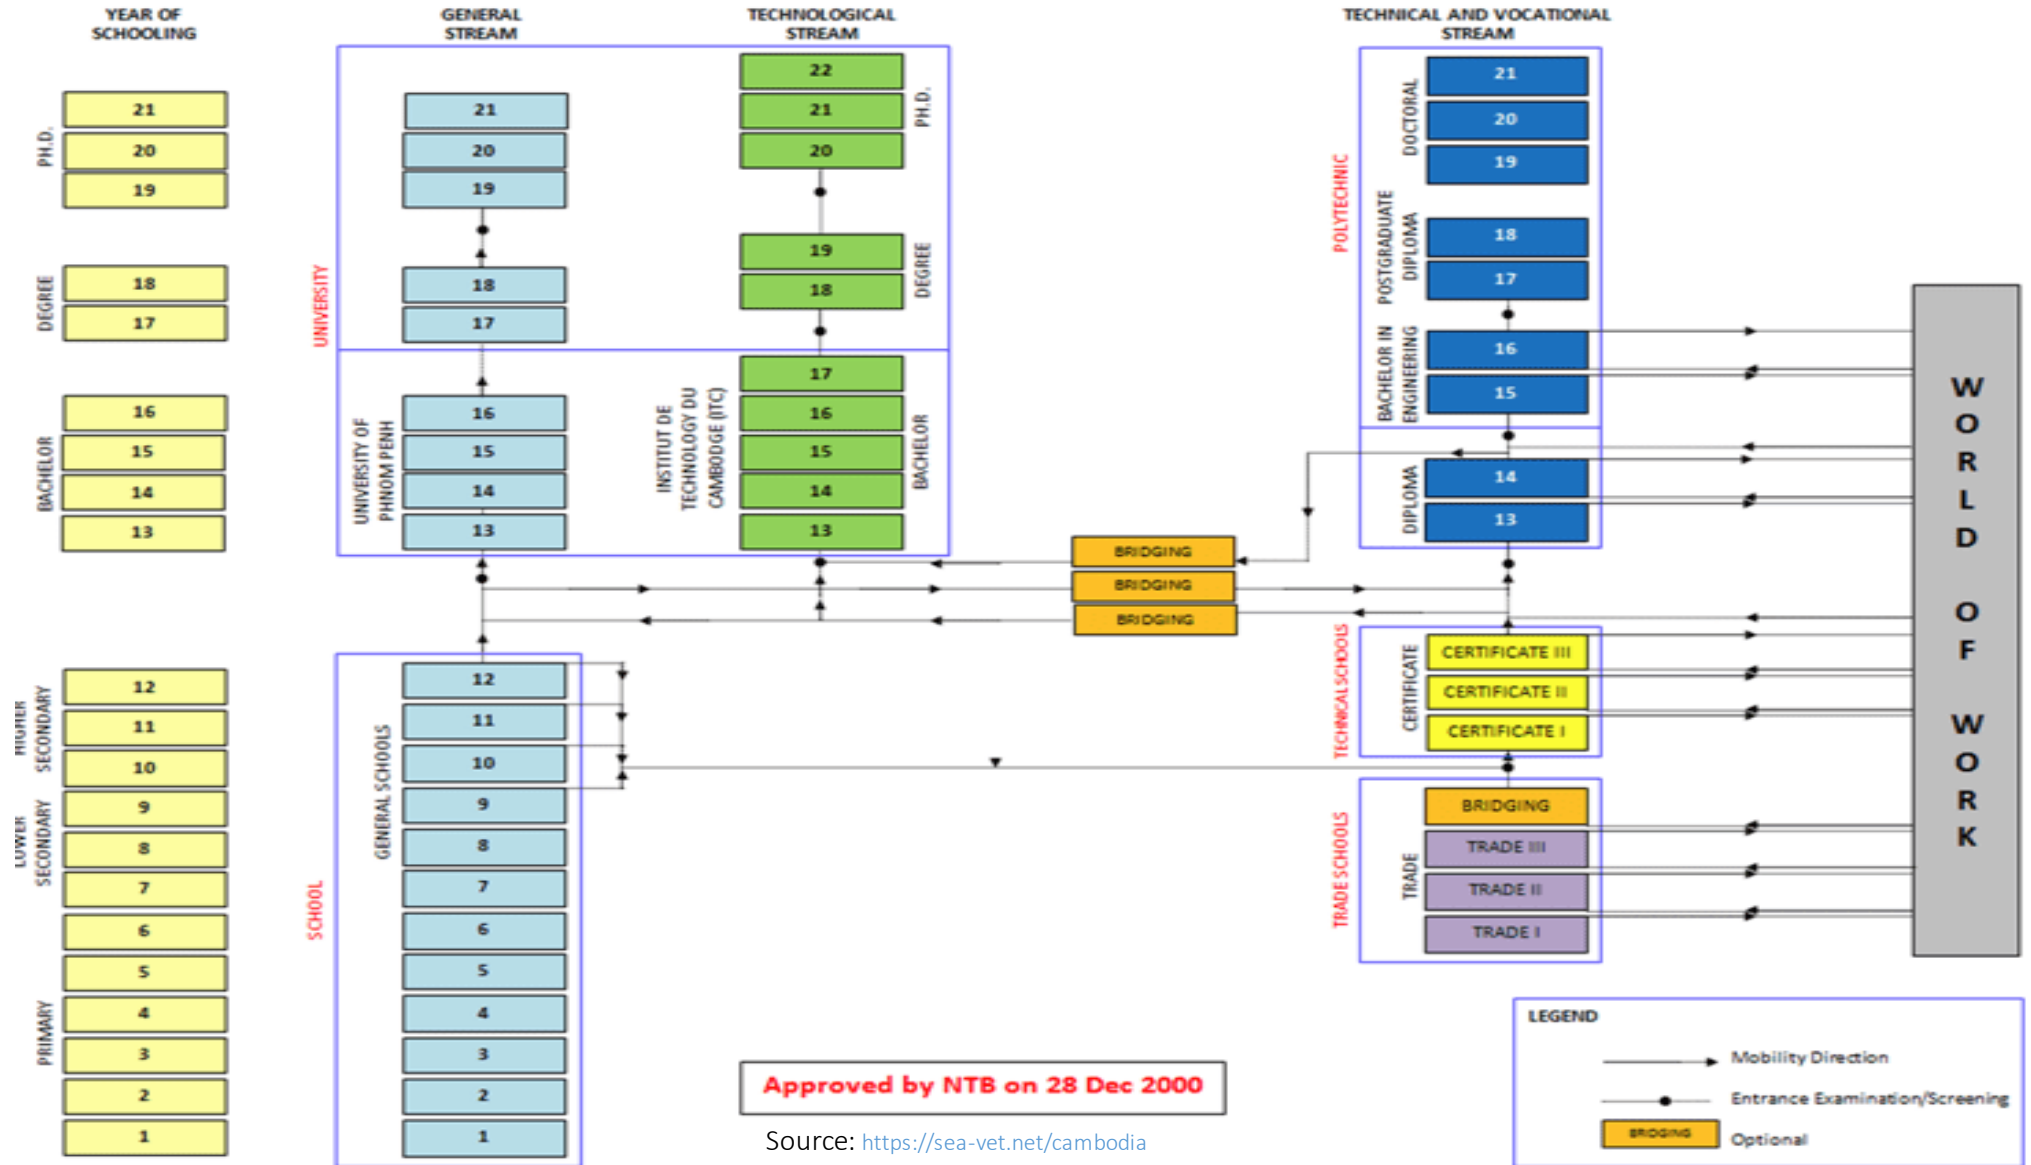 YEAR OF
SCHOOLING
GENERAL
STREAM
TECHNOLOGICAL
STREAM
TECHNICAL AND VOCATIONAL
STREAM
PH.D.
21
20
19
DEGREE
18
17
BACHELOR
16
15
14
13
HIGHER
SECONDARY
12
11
10
LOWER
SECONDARY
9
8
7
PRIMARY
6
5
4
3
2
1
UNIVERSITY
21
20
19
18
17
UNIVERSITY OF
PHNOM PENH
16
15
14
13
SCHOOL
GENERAL SCHOOLS
12
11
10
9
8
7
6
5
4
3
2
1
22
21
20
PH.D.
19
18
DEGREE
INSTITUT DE
TECHNOLOGY DU
CAMBODGE (ITC)
17
16
15
14
13
BACHELOR
BRIDGING
BRIDGING
BRIDGING
POLYTECHNIC
DOCTORAL
21
20
19
POSTGRADUATE
DIPLOMA
18
17
BACHELOR IN
ENGINEERING
16
15
DIPLOMA
14
13
TECHNICAL SCHOOLS
CERTIFICATE
CERTIFICATE III
CERTIFICATE II
CERTIFICATE I
TRADE SCHOOLS
TRADE
BRIDGING
TRADE III
TRADE II
TRADE I
WORLD OF WORK
LEGEND
Mobility Direction
Entrance Examination/Screening
BRIDGING
Optional
Approved by NTB on 28 Dec 2000
Source: https://sea-vet.net/cambodia